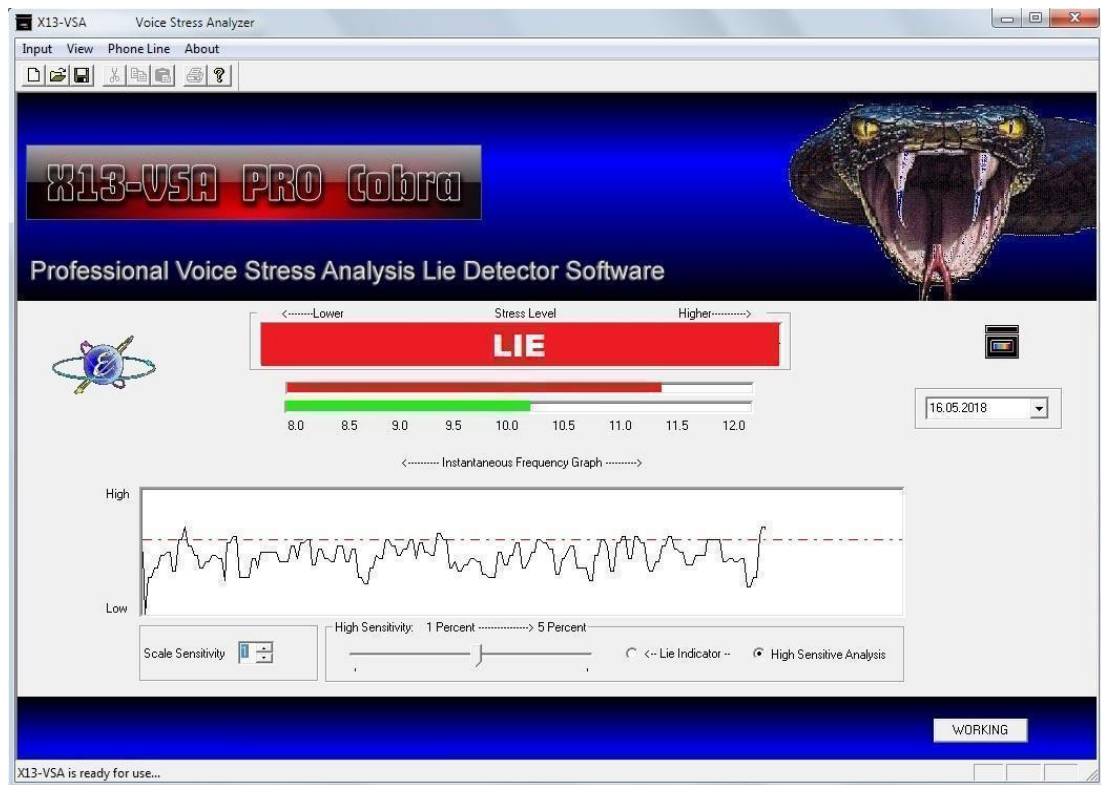 X13-VSA Voice Stress Analyzer
Input View Phone Line About
X13-VSA PRO Cobra
Professional Voice Stress Analysis Lie Detector Software
<--------Lower Stress Level Higher---------->
LIE
16.05.2018
8.0 8.5 9.0 9.5 10.0 10.5 11.0 11.5 12.0
<--------- Instantaneous Frequency Graph --------->
High
Low
High Sensitivity: 1 Percent ---------------> 5 Percent
Scale Sensitivity 1
<-- Lie Indicator -- High Sensitive Analysis
WORKING
X13-VSA is ready for use...